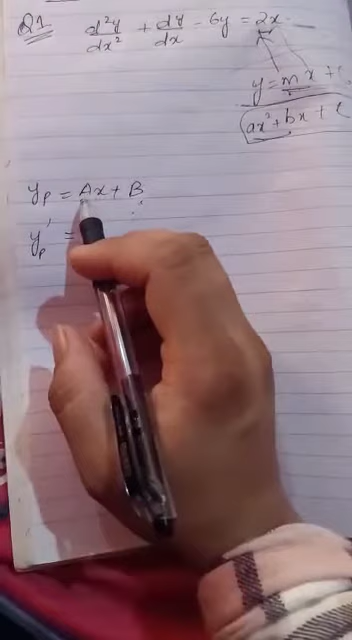 Q1 d²y/dx² + dy/dx - 6y = 2x
y = mx + c
ax² + bx + c
yₚ = Ax + B
yₚ' =